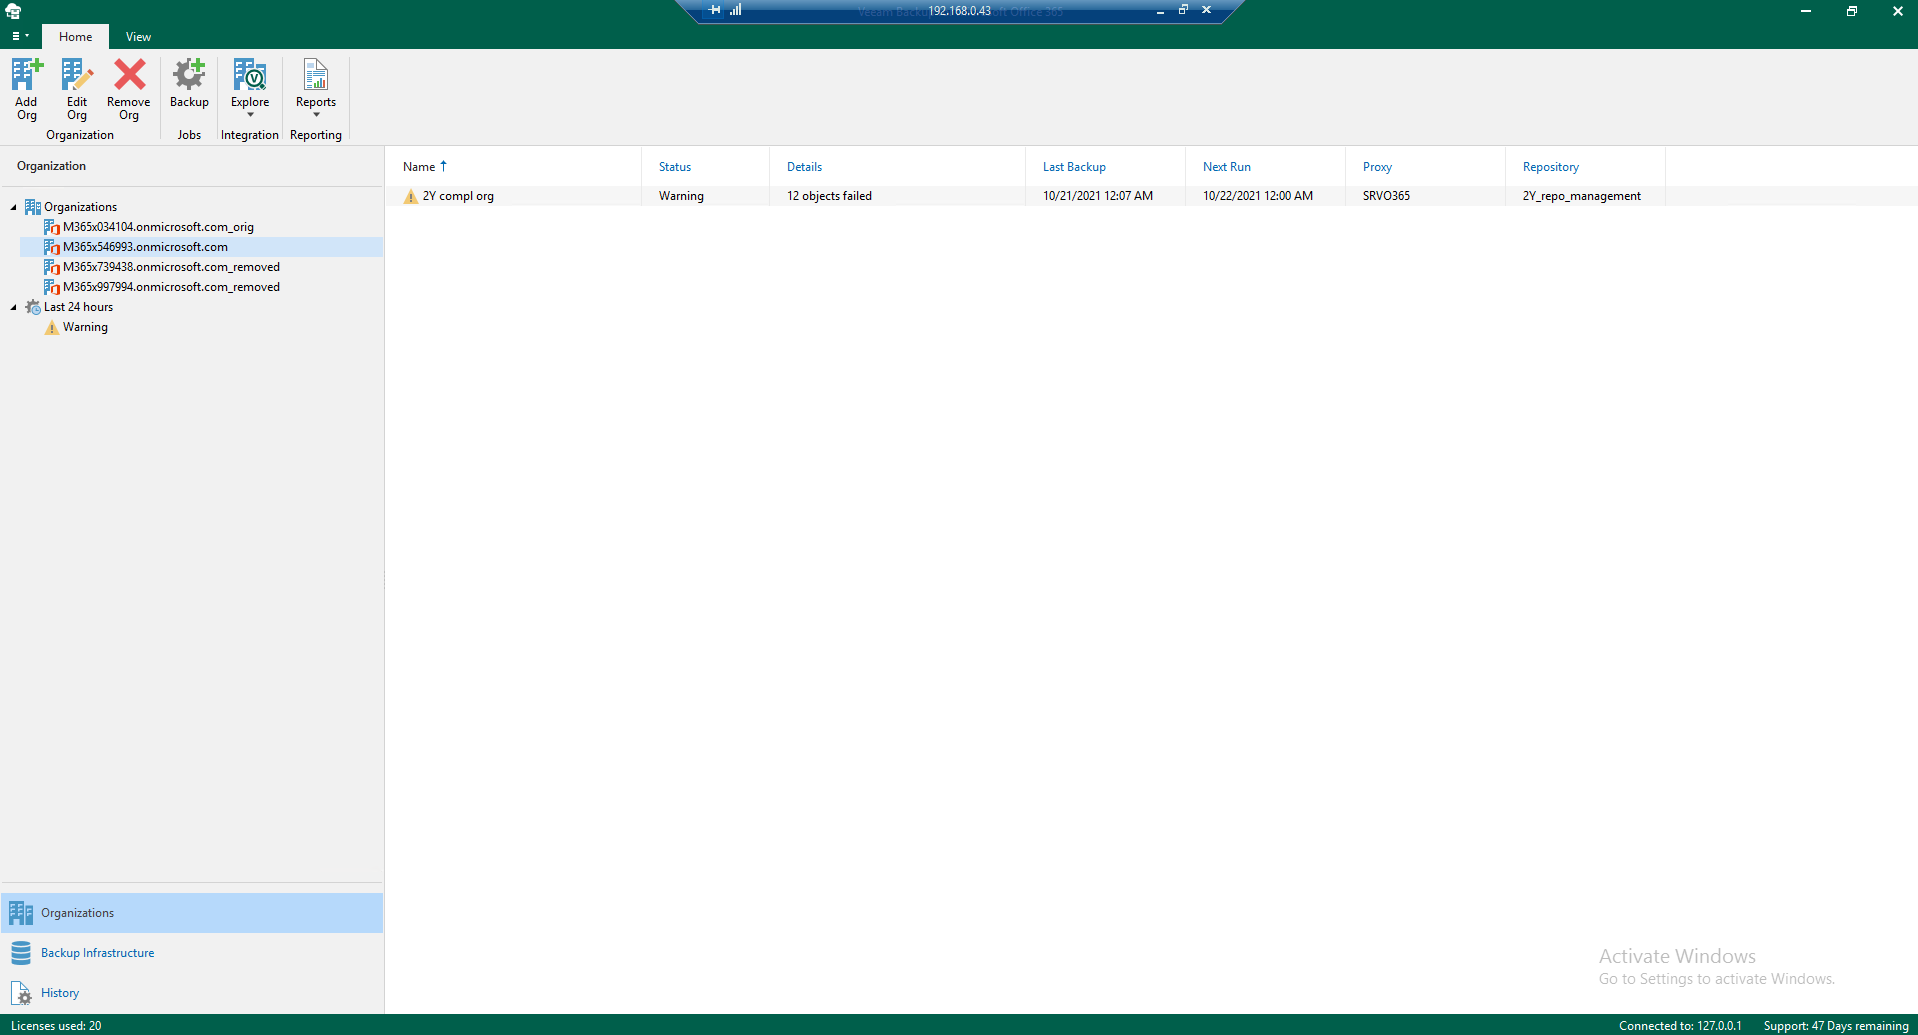 Veeam Backup
192.168.0.43
oft Office 365
Home
View
Add Org
Edit Org
Remove Org
Backup
Explore
Reports
Organization
Jobs
Integration
Reporting
Organization
Organizations
M365x034104.onmicrosoft.com_orig
M365x546993.onmicrosoft.com
M365x739438.onmicrosoft.com_removed
M365x997994.onmicrosoft.com_removed
Last 24 hours
Warning
Name Status Details Last Backup Next Run Proxy Repository
2Y compl org Warning 12 objects failed 10/21/2021 12:07 AM 10/22/2021 12:00 AM SRVO365 2Y_repo_management
Organizations
Backup Infrastructure
History
Activate Windows
Go to Settings to activate Windows.
Licenses used: 20
Connected to: 127.0.0.1
Support: 47 Days remaining